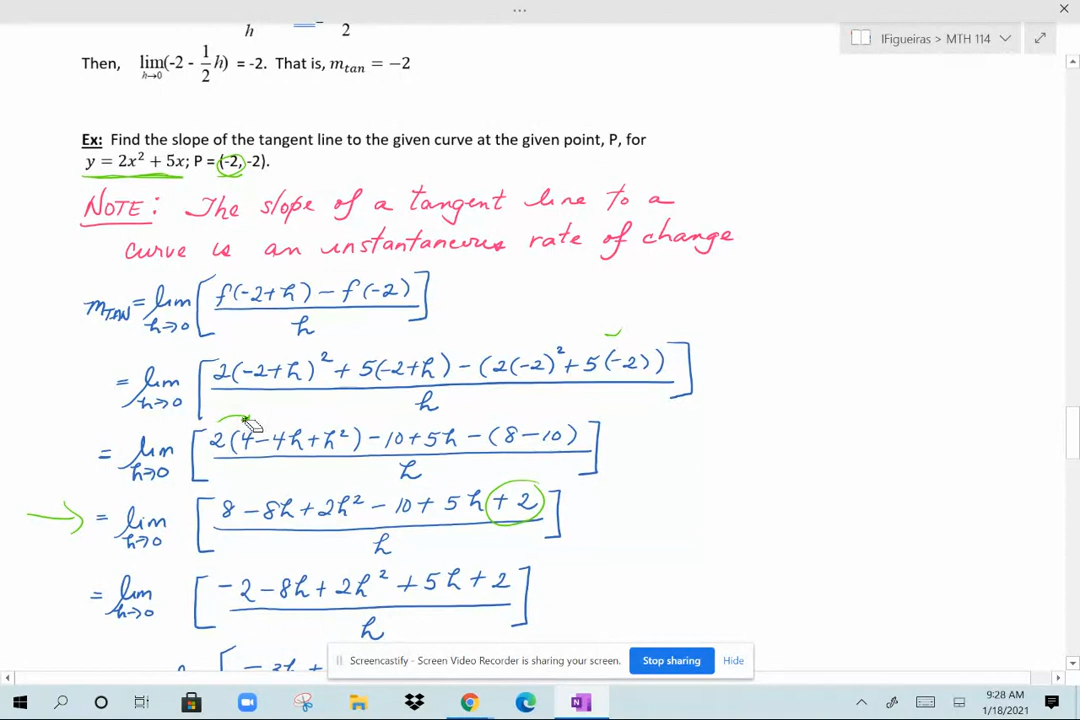 h 2
Then, lim h→0 (-2 - 1/2 h) = -2. That is, m_tan = −2
IFigueiras > MTH 114
Ex: Find the slope of the tangent line to the given curve at the given point, P, for
y = 2x² + 5x; P = (-2, -2).
NOTE: The slope of a tangent line to a
curve is an instantaneous rate of change
m_TAN = lim h→0 [ (f(-2+h) − f(-2)) / h ]
= lim h→0 [ (2(-2+h)² + 5(-2+h) − (2(-2)² + 5(-2))) / h ]
= lim h→0 [ (2(4−4h+h²) −10+5h −(8−10)) / h ]
= lim h→0 [ (8 −8h+2h² −10 + 5h + 2) / h ]
= lim h→0 [ (−2−8h+2h² +5h+2) / h ]
Screencastify - Screen Video Recorder is sharing your screen.
Stop sharing
Hide
9:28 AM
1/18/2021